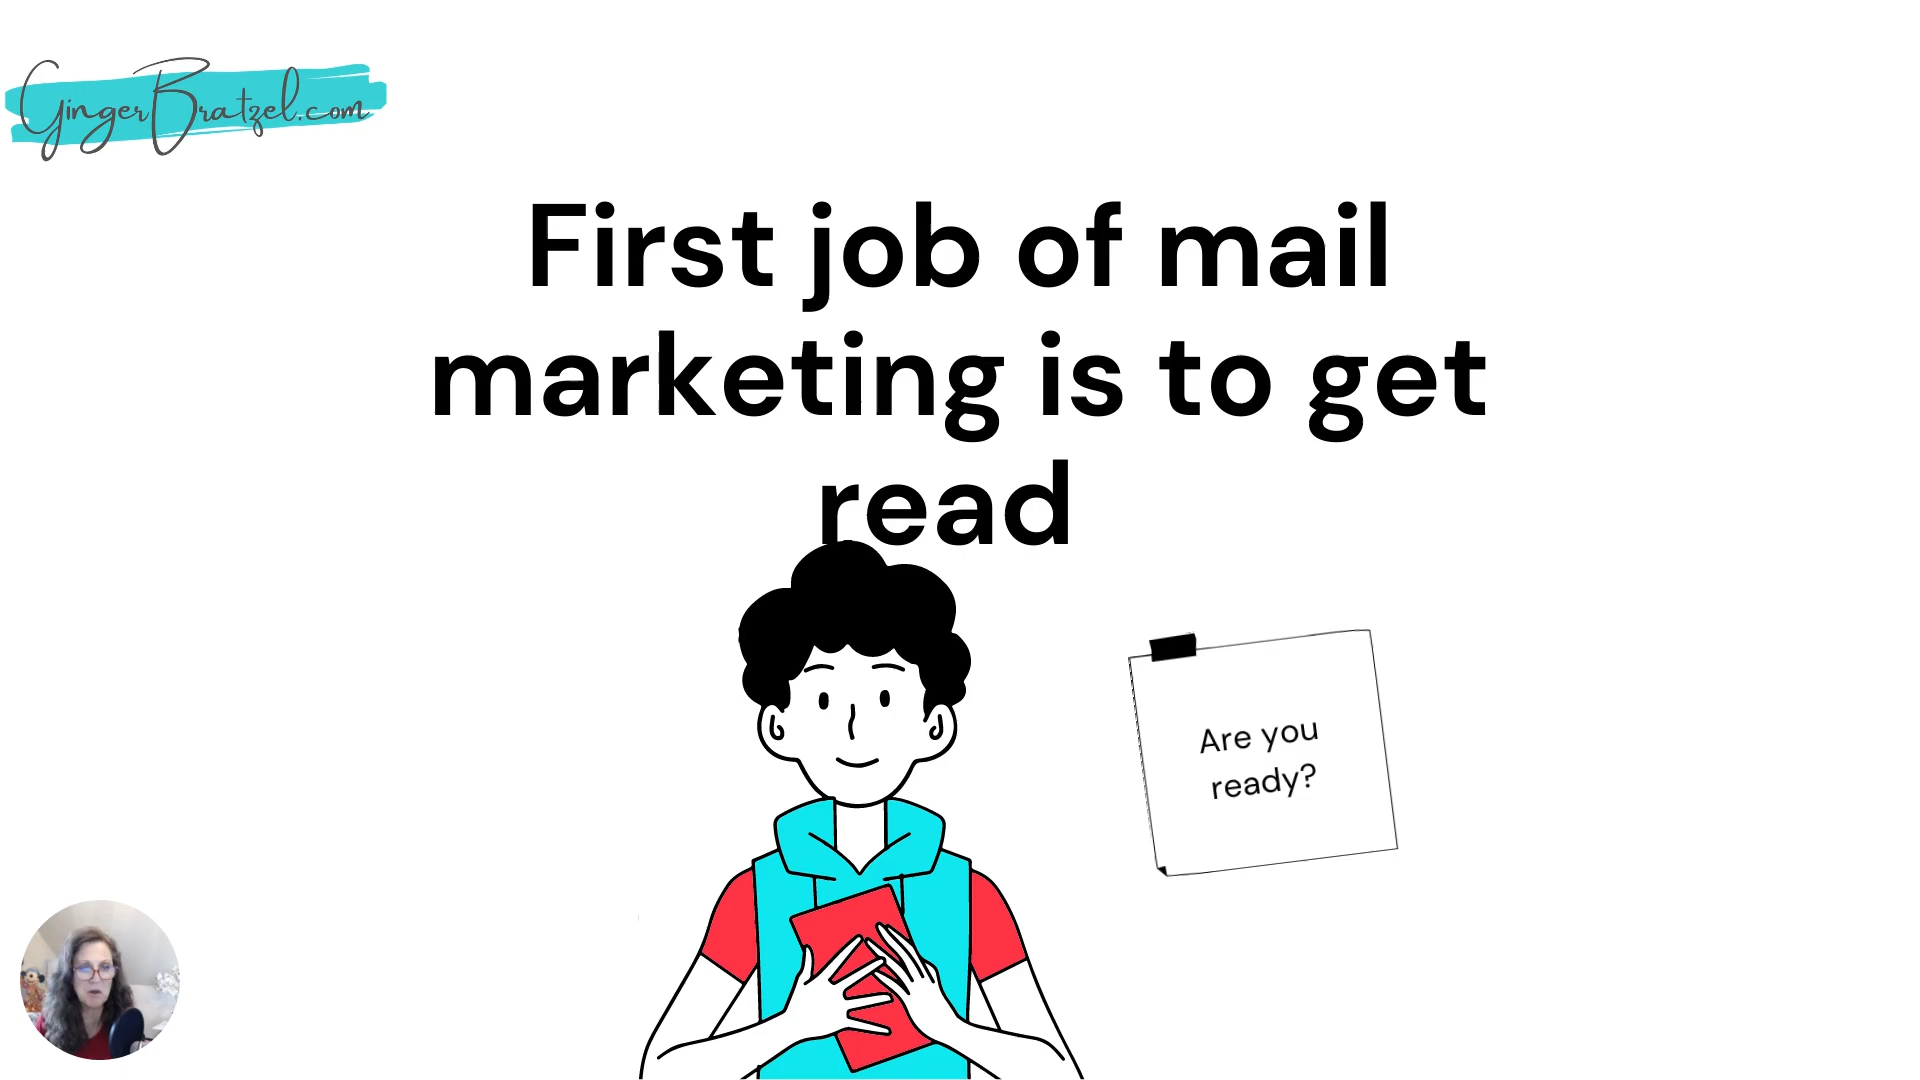 GingerBratzel.com
First job of mail
marketing is to get
read
Are you
ready?